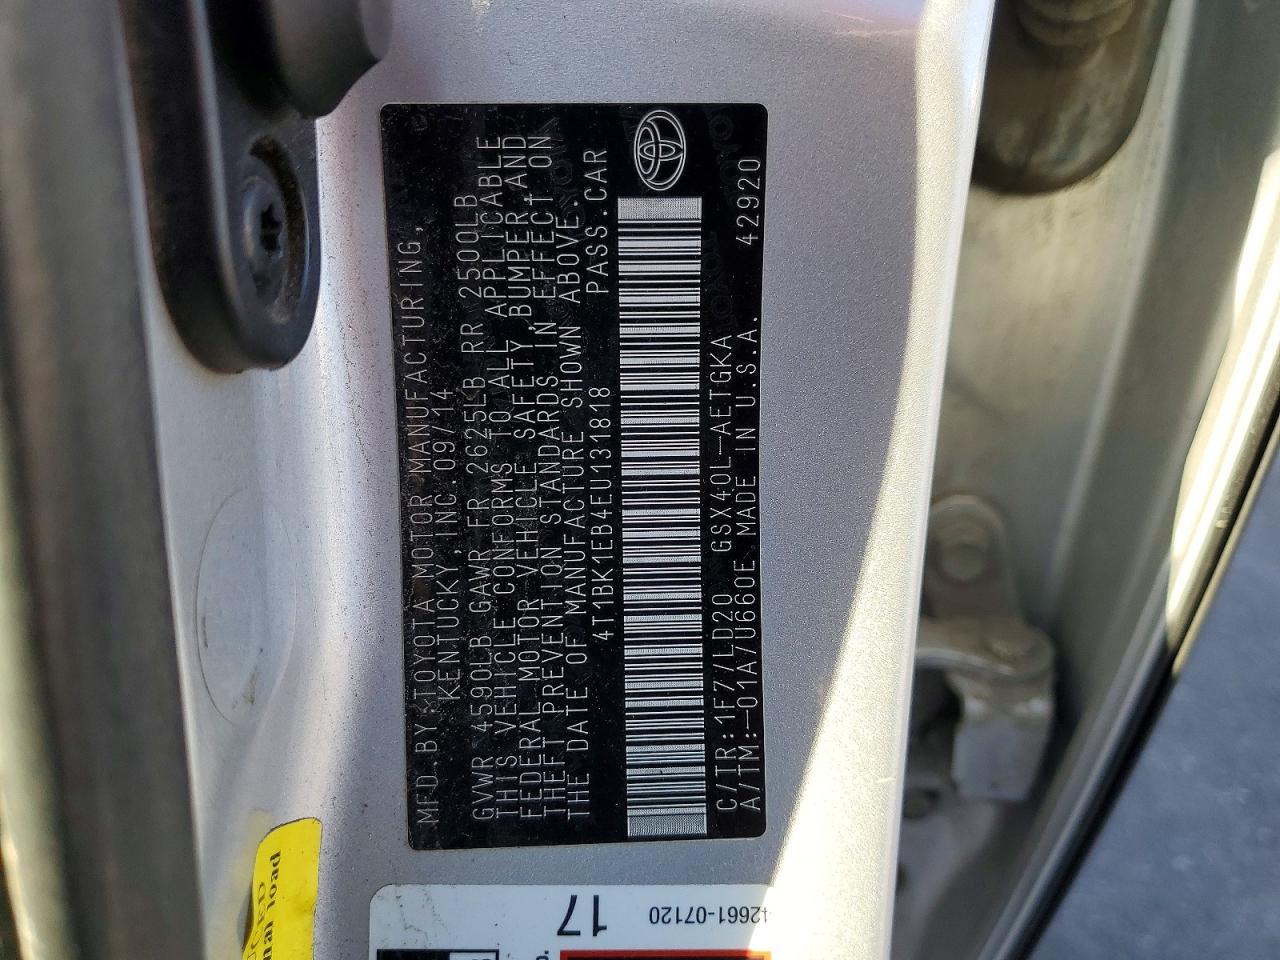 MFD. BY: TOYOTA MOTOR MANUFACTURING,
KENTUCKY, INC. 09/14
GVWR 4590LB GAWR FR 2625LB RR 2500LB
THIS VEHICLE CONFORMS TO ALL APPLICABLE
FEDERAL MOTOR VEHICLE SAFETY, BUMPER, AND
THEFT PREVENTION STANDARDS IN EFFECT ON
THE DATE OF MANUFACTURE SHOWN ABOVE.
4T1BK1EB4EU131818 PASS.CAR
C/TR:1F7/LD20 GSX40L-AETGKA 42920
A/TM:-01A/U660E MADE IN U.S.A.
17
42661-07120
nal load